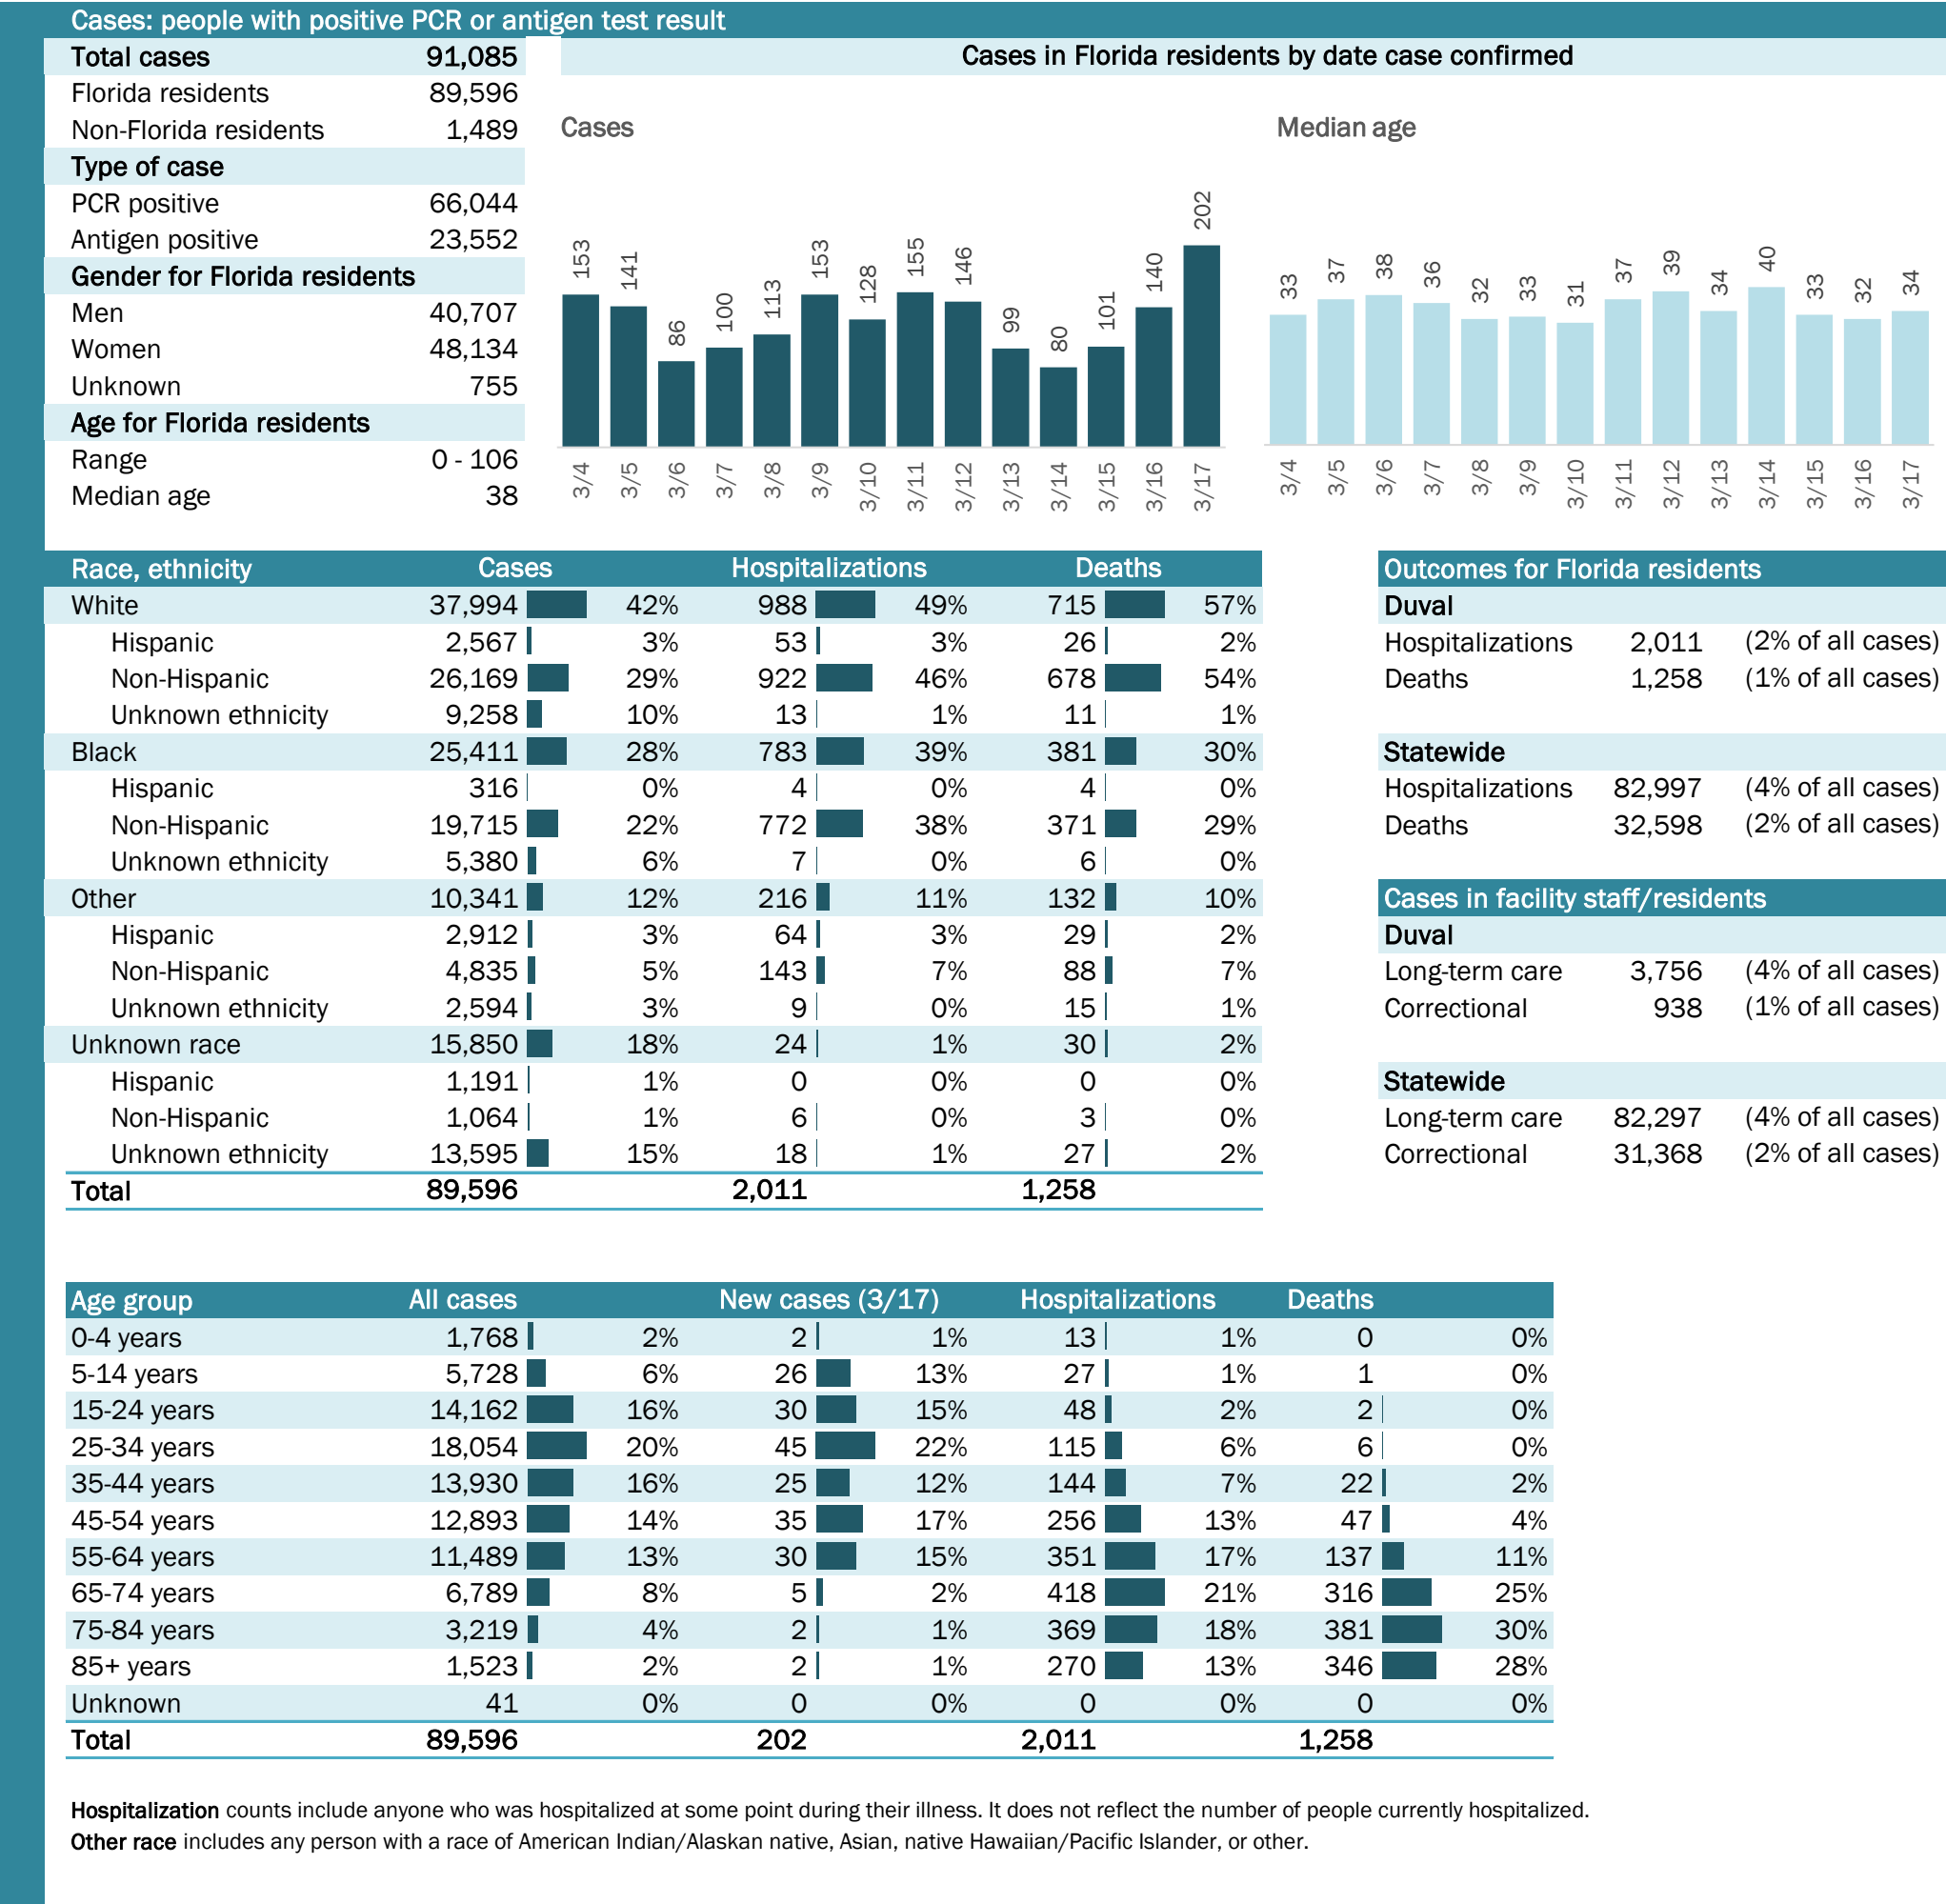 Cases: people with positive PCR or antigen test result
Total cases 91,085
Florida residents 89,596
Non-Florida residents 1,489
Type of case
PCR positive 66,044
Antigen positive 23,552
Gender for Florida residents
Men 40,707
Women 48,134
Unknown 755
Age for Florida residents
Range 0 - 106
Median age 38
Cases in Florida residents by date case confirmed
Cases
153 141 86 100 113 153 128 155 146 99 80 101 140 202
3/4 3/5 3/6 3/7 3/8 3/9 3/10 3/11 3/12 3/13 3/14 3/15 3/16 3/17
Median age
33 37 38 36 32 33 31 37 39 34 40 33 32 34
3/4 3/5 3/6 3/7 3/8 3/9 3/10 3/11 3/12 3/13 3/14 3/15 3/16 3/17
Race, ethnicity Cases Hospitalizations Deaths
White 37,994 42% 988 49% 715 57%
Hispanic 2,567 3% 53 3% 26 2%
Non-Hispanic 26,169 29% 922 46% 678 54%
Unknown ethnicity 9,258 10% 13 1% 11 1%
Black 25,411 28% 783 39% 381 30%
Hispanic 316 0% 4 0% 4 0%
Non-Hispanic 19,715 22% 772 38% 371 29%
Unknown ethnicity 5,380 6% 7 0% 6 0%
Other 10,341 12% 216 11% 132 10%
Hispanic 2,912 3% 64 3% 29 2%
Non-Hispanic 4,835 5% 143 7% 88 7%
Unknown ethnicity 2,594 3% 9 0% 15 1%
Unknown race 15,850 18% 24 1% 30 2%
Hispanic 1,191 1% 0 0% 0 0%
Non-Hispanic 1,064 1% 6 0% 3 0%
Unknown ethnicity 13,595 15% 18 1% 27 2%
Total 89,596 2,011 1,258
Outcomes for Florida residents
Duval
Hospitalizations 2,011 (2% of all cases)
Deaths 1,258 (1% of all cases)
Statewide
Hospitalizations 82,997 (4% of all cases)
Deaths 32,598 (2% of all cases)
Cases in facility staff/residents
Duval
Long-term care 3,756 (4% of all cases)
Correctional 938 (1% of all cases)
Statewide
Long-term care 82,297 (4% of all cases)
Correctional 31,368 (2% of all cases)
Age group All cases New cases (3/17) Hospitalizations Deaths
0-4 years 1,768 2% 2 1% 13 1% 0 0%
5-14 years 5,728 6% 26 13% 27 1% 1 0%
15-24 years 14,162 16% 30 15% 48 2% 2 0%
25-34 years 18,054 20% 45 22% 115 6% 6 0%
35-44 years 13,930 16% 25 12% 144 7% 22 2%
45-54 years 12,893 14% 35 17% 256 13% 47 4%
55-64 years 11,489 13% 30 15% 351 17% 137 11%
65-74 years 6,789 8% 5 2% 418 21% 316 25%
75-84 years 3,219 4% 2 1% 369 18% 381 30%
85+ years 1,523 2% 2 1% 270 13% 346 28%
Unknown 41 0% 0 0% 0 0% 0 0%
Total 89,596 202 2,011 1,258
Hospitalization counts include anyone who was hospitalized at some point during their illness. It does not reflect the number of people currently hospitalized.
Other race includes any person with a race of American Indian/Alaskan native, Asian, native Hawaiian/Pacific Islander, or other.